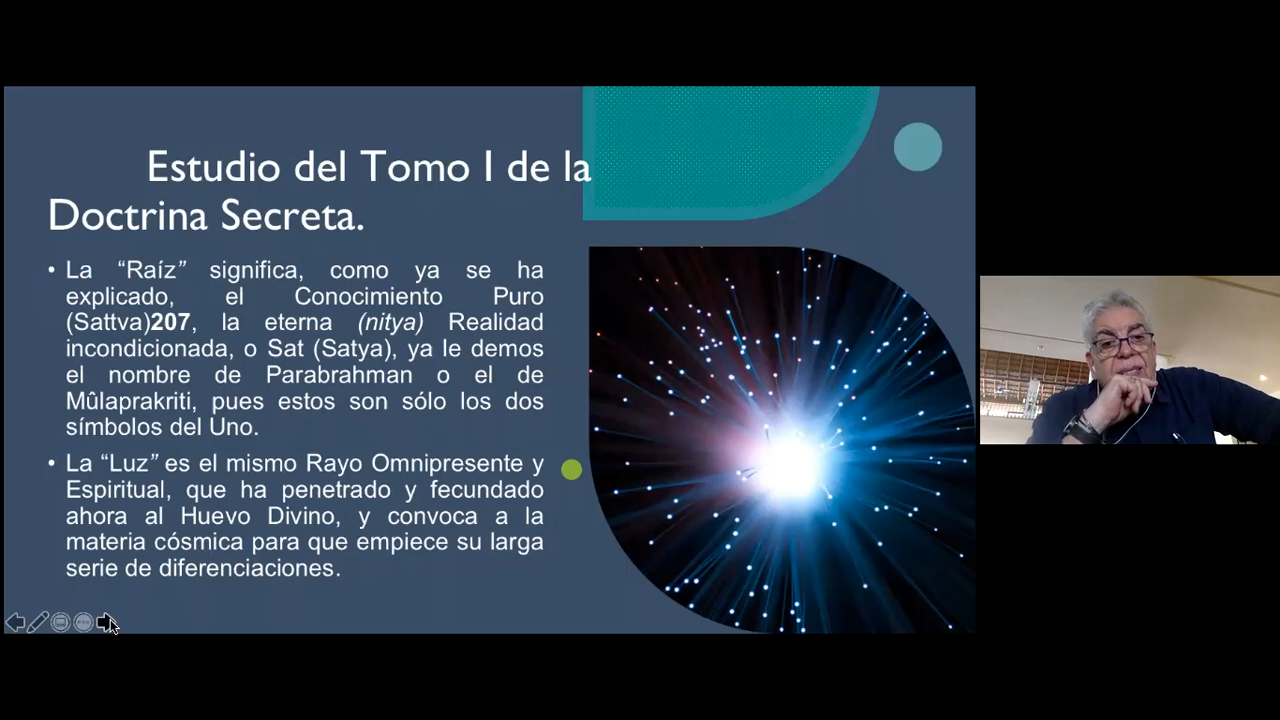 Estudio del Tomo I de la
Doctrina Secreta.
• La “Raíz” significa, como ya se ha
explicado, el Conocimiento Puro
(Sattva)207, la eterna (nitya) Realidad
incondicionada, o Sat (Satya), ya le demos
el nombre de Parabrahman o el de
Mûlaprakriti, pues estos son sólo los dos
símbolos del Uno.
• La “Luz” es el mismo Rayo Omnipresente y
Espiritual, que ha penetrado y fecundado
ahora al Huevo Divino, y convoca a la
materia cósmica para que empiece su larga
serie de diferenciaciones.